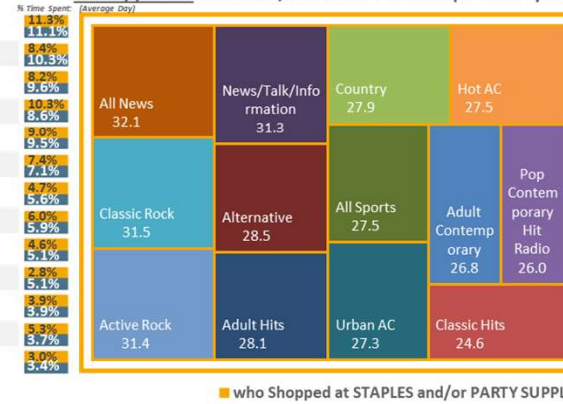 % Time Spent: (Average Day)
11.3%
11.1%
8.4%
10.3%
8.2%
9.6%
10.3%
8.6%
9.0%
9.5%
7.4%
7.1%
4.7%
5.6%
6.0%
5.9%
4.6%
5.1%
2.8%
5.1%
3.9%
3.9%
5.3%
3.7%
3.0%
3.4%
All News
32.1
News/Talk/Info
rmation
31.3
Country
27.9
Hot AC
27.5
Classic Rock
31.5
Alternative
28.5
All Sports
27.5
Adult
Contemp
orary
26.8
Pop
Contem
porary
Hit
Radio
26.0
Active Rock
31.4
Adult Hits
28.1
Urban AC
27.3
Classic Hits
24.6
who Shopped at STAPLES and/or PARTY SUPPL